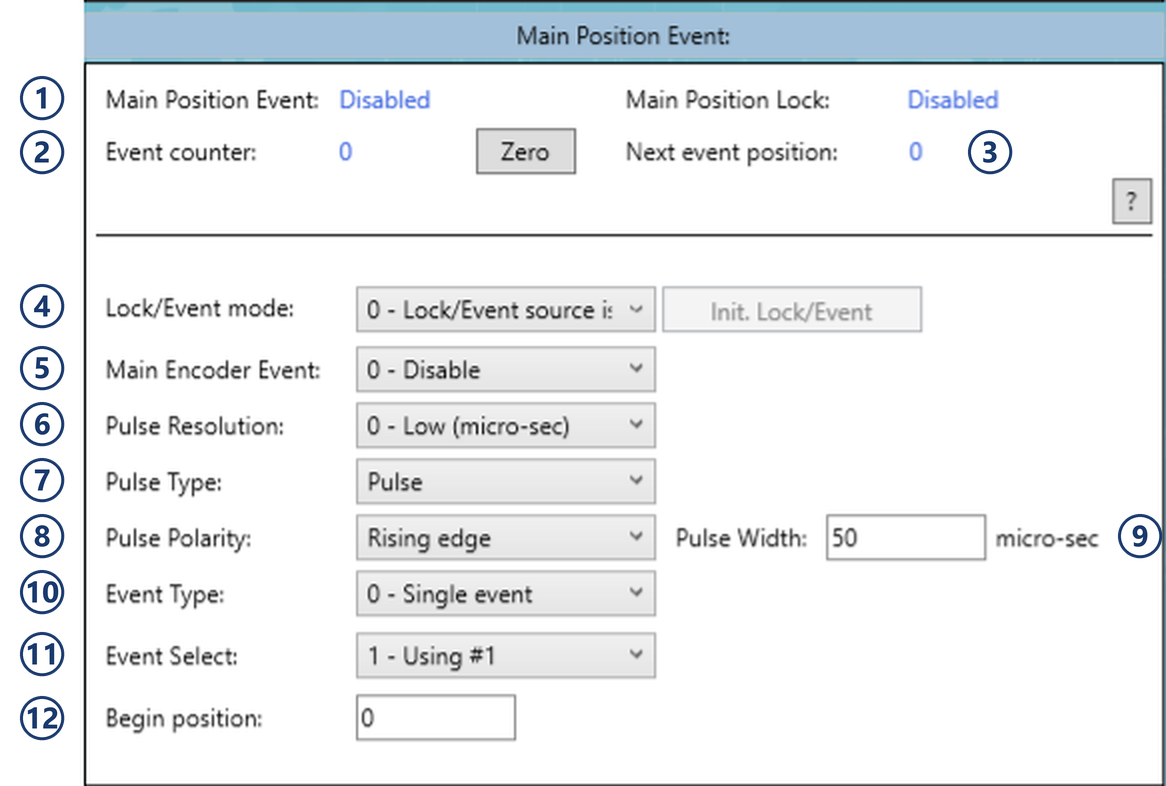 Main Position Event:
1 Main Position Event: Disabled Main Position Lock: Disabled
2 Event counter: 0 Zero Next event position: 0 3
?
4 Lock/Event mode: 0 - Lock/Event source is Init. Lock/Event
5 Main Encoder Event: 0 - Disable
6 Pulse Resolution: 0 - Low (micro-sec)
7 Pulse Type: Pulse
8 Pulse Polarity: Rising edge Pulse Width: 50 micro-sec 9
10 Event Type: 0 - Single event
11 Event Select: 1 - Using #1
12 Begin position: 0